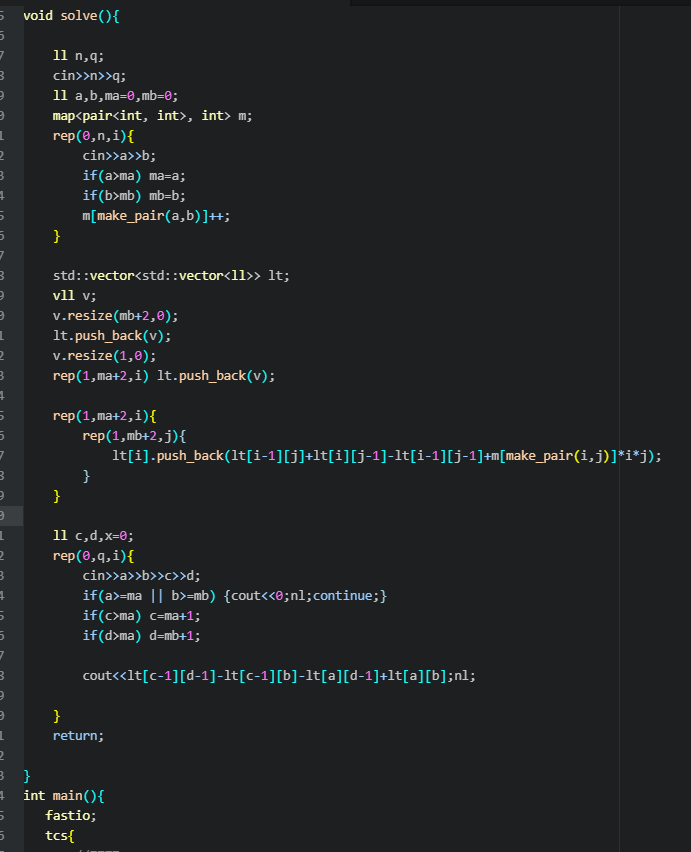 void solve(){
ll n,q;
cin>>n>>q;
ll a,b,ma=0,mb=0;
map<pair<int, int>, int> m;
rep(0,n,i){
cin>>a>>b;
if(a>ma) ma=a;
if(b>mb) mb=b;
m[make_pair(a,b)]++;
}
std::vector<std::vector<ll>> lt;
vll v;
v.resize(mb+2,0);
lt.push_back(v);
v.resize(1,0);
rep(1,ma+2,i) lt.push_back(v);
rep(1,ma+2,i){
rep(1,mb+2,j){
lt[i].push_back(lt[i-1][j]+lt[i][j-1]-lt[i-1][j-1]+m[make_pair(i,j)]*i*j);
}
}
ll c,d,x=0;
rep(0,q,i){
cin>>a>>b>>c>>d;
if(a>=ma || b>=mb) {cout<<0;nl;continue;}
if(c>ma) c=ma+1;
if(d>ma) d=mb+1;
cout<<lt[c-1][d-1]-lt[c-1][b]-lt[a][d-1]+lt[a][b];nl;
}
return;
}
int main(){
fastio;
tcs{